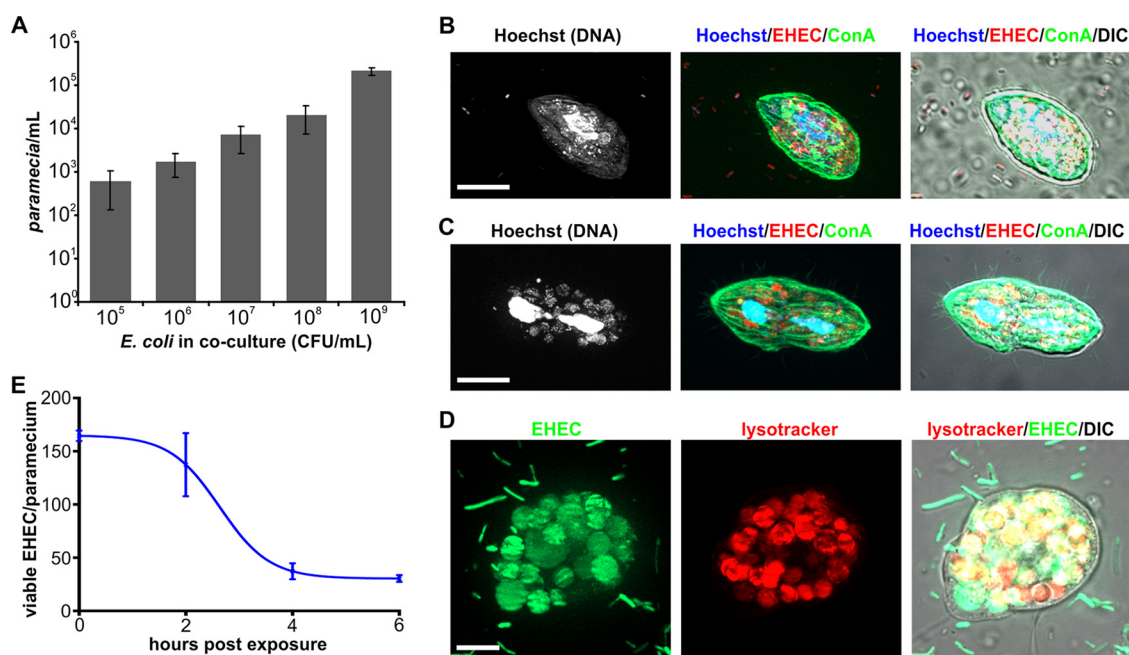 A
paramecia/mL
10⁶
10⁵
10⁴
10³
10²
10¹
10⁰
10⁵ 10⁶ 10⁷ 10⁸ 10⁹
E. coli in co-culture (CFU/mL)
B
Hoechst (DNA) Hoechst/EHEC/ConA Hoechst/EHEC/ConA/DIC
C
Hoechst (DNA) Hoechst/EHEC/ConA Hoechst/EHEC/ConA/DIC
E
viable EHEC/paramecium
200
150
100
50
0
0 2 4 6
hours post exposure
D
EHEC lysotracker lysotracker/EHEC/DIC